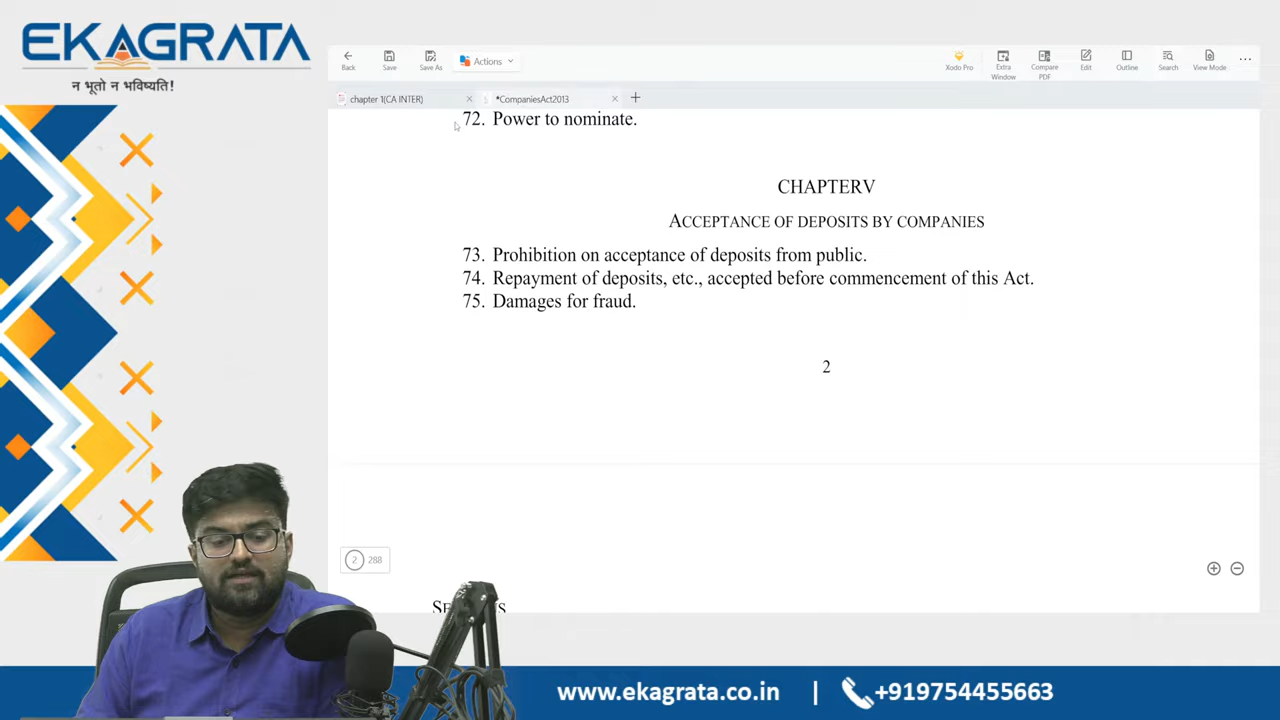 EKAGRATA
न भूतो न भविष्यति!
Back
Save
Save As
Actions
Xodo Pro
Extra Window
Compare PDF
Edit
Outline
Search
View Mode
chapter 1(CA INTER)
*CompaniesAct2013
72. Power to nominate.
CHAPTERV
ACCEPTANCE OF DEPOSITS BY COMPANIES
73. Prohibition on acceptance of deposits from public.
74. Repayment of deposits, etc., accepted before commencement of this Act.
75. Damages for fraud.
2
2 288
www.ekagrata.co.in | +919754455663